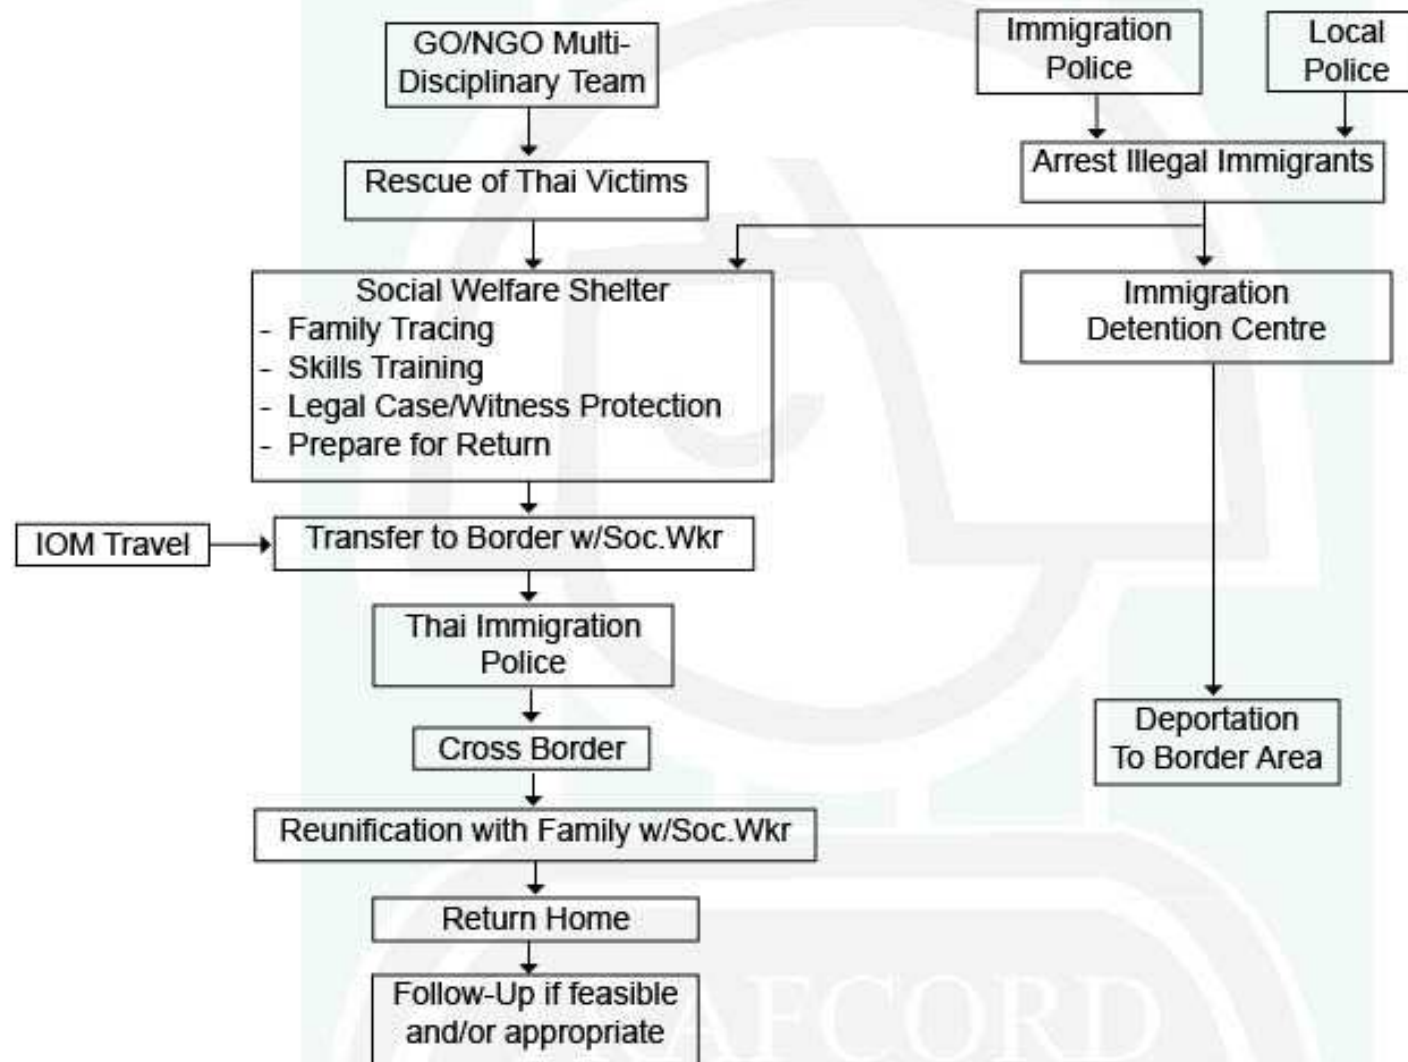 GO/NGO Multi-
Disciplinary Team
Immigration
Police
Local
Police
Rescue of Thai Victims
Arrest Illegal Immigrants
Social Welfare Shelter
- Family Tracing
- Skills Training
- Legal Case/Witness Protection
- Prepare for Return
Immigration
Detention Centre
IOM Travel
Transfer to Border w/Soc.Wkr
Thai Immigration
Police
Cross Border
Deportation
To Border Area
Reunification with Family w/Soc.Wkr
Return Home
Follow-Up if feasible
and/or appropriate
AFCORD